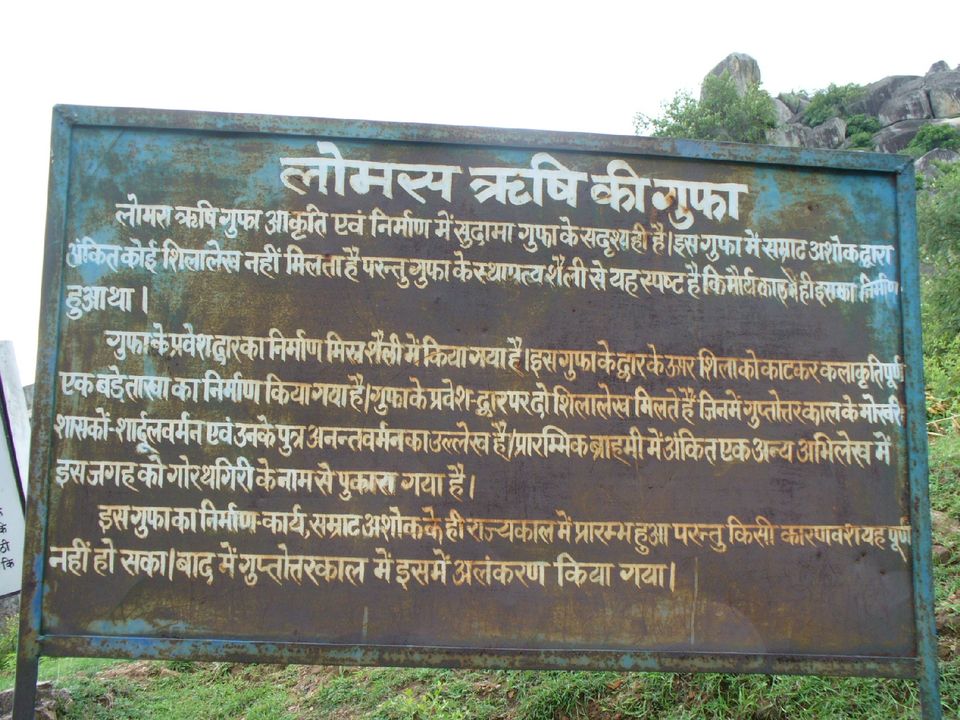 लोमस ऋषि की गुफा
लोमस ऋषि गुफा आकृति एवं निर्माण में सुदामा गुफा के सदृश्य ही है। इस गुफा में सम्राट अशोक द्वारा
अंकित कोई शिलालेख नहीं मिलता है परन्तु गुफा के स्थापत्य शैली से यह स्पष्ट है कि मौर्य काल में ही इसका निर्माण
हुआ था।
गुफा के प्रवेश द्वार का निर्माण मिस्र शैली में किया गया है। इस गुफा के द्वार के उपर शिला को काटकर कलाकृतिपूर्ण
एक बड़े ताखा का निर्माण किया गया है। गुफा के प्रवेश-द्वार पर दो शिलालेख मिलते हैं जिनमें गुप्तोतरकाल के मोखरी
शासकों-शार्दूलवर्मन एवं उनके पुत्र अनन्तवर्मन का उल्लेख है। प्रारम्मिक ब्राहमी में अंकित एक अन्य अभिलेख में
इस जगह को गोरथगिरी के नाम से पुकारा गया है।
इस गुफा का निर्माण-कार्य, सम्राट अशोक के ही राज्यकाल में प्रारम्भ हुआ परन्तु किसी कारणवश यह पूर्ण
नहीं हो सका। बाद में गुप्तोतरकाल में इसमें अलंकरण किया गया।
के
ठी
कि